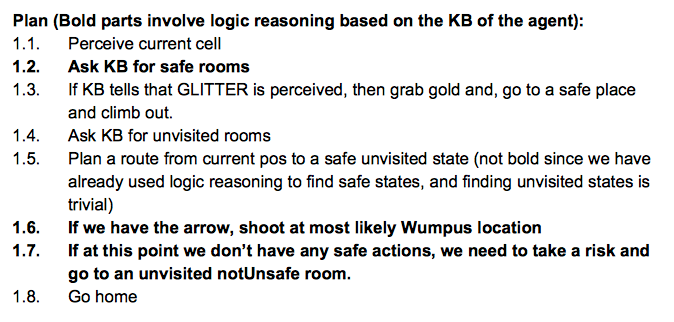 Plan (Bold parts involve logic reasoning based on the KB of the agent):
1.1. Perceive current cell
1.2. Ask KB for safe rooms
1.3. If KB tells that GLITTER is perceived, then grab gold and, go to a safe place
and climb out.
1.4. Ask KB for unvisited rooms
1.5. Plan a route from current pos to a safe unvisited state (not bold since we have
already used logic reasoning to find safe states, and finding unvisited states is
trivial)
1.6. If we have the arrow, shoot at most likely Wumpus location
1.7. If at this point we don’t have any safe actions, we need to take a risk and
go to an unvisited notUnsafe room.
1.8. Go home